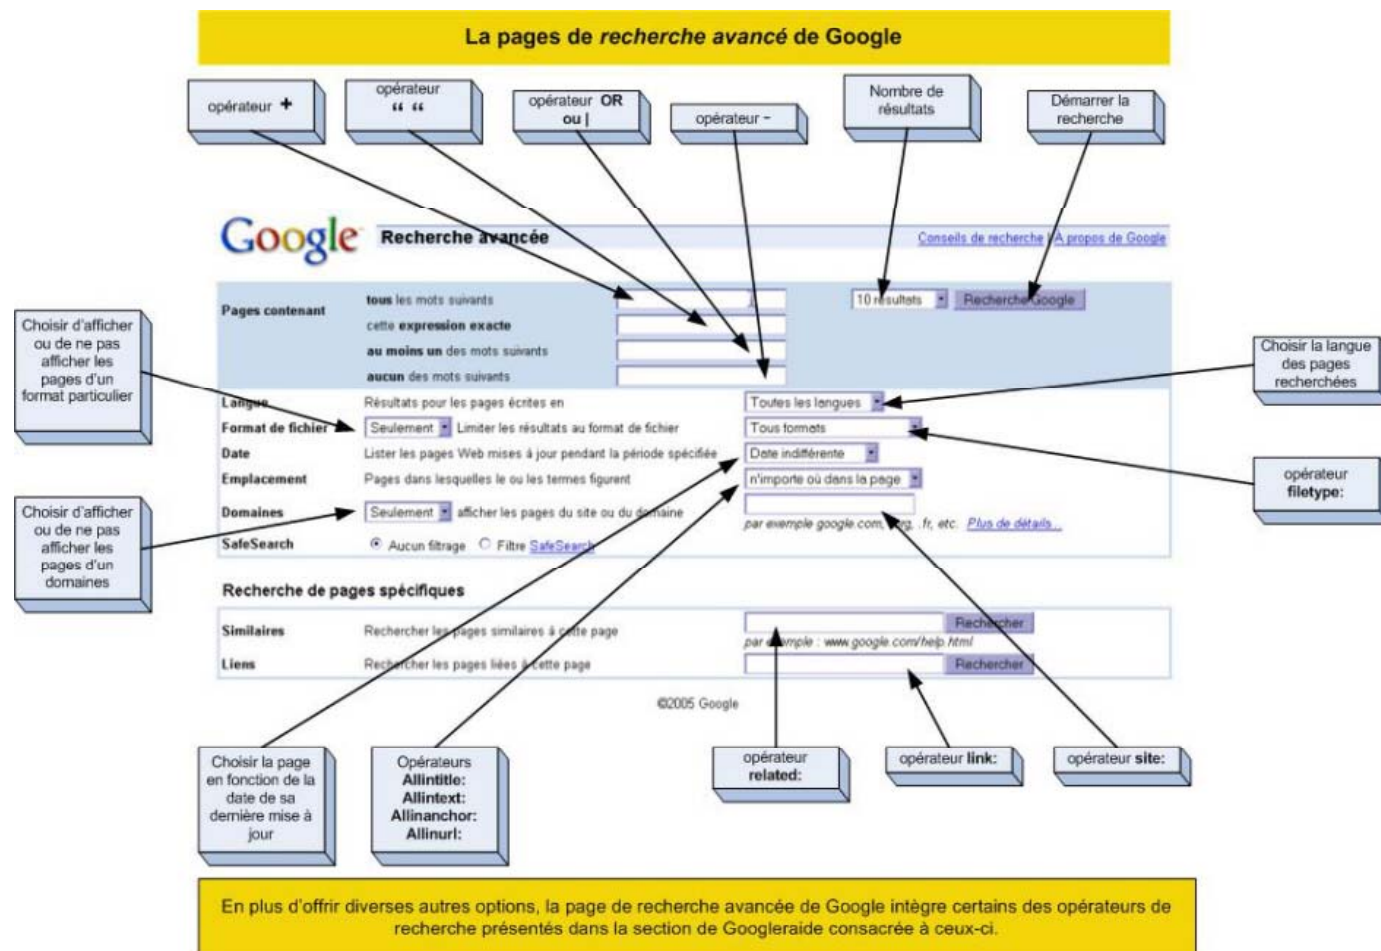 La pages de recherche avancé de Google
opérateur +
opérateur
“ “
opérateur OR
ou |
opérateur -
Nombre de
résultats
Démarrer la
recherche
Google Recherche avancée
Conseils de recherche | À propos de Google
Pages contenant
tous les mots suivants
10 résultats
Recherche Google
cette expression exacte
au moins un des mots suivants
aucun des mots suivants
Choisir d'afficher
ou de ne pas
afficher les
pages d'un
format particulier
Choisir la langue
des pages
recherchées
Langue Résultats pour les pages écrites en Toutes les langues
Format de fichier Seulement Limiter les résultats au format de fichier Tous formats
Date Lister les pages Web mises à jour pendant la période spécifiée Date indifférente
Emplacement Pages dans lesquelles le ou les termes figurent n'importe où dans la page
Domaines Seulement afficher les pages du site ou du domaine
par exemple google.com, .org, .fr, etc. Plus de détails...
SafeSearch Aucun filtrage Filtre SafeSearch
opérateur
filetype:
Choisir d'afficher
ou de ne pas
afficher les
pages d'un
domaines
Recherche de pages spécifiques
Similaires Rechercher les pages similaires à cette page Rechercher
par exemple : www.google.com/help.html
Liens Rechercher les pages liées à cette page Rechercher
©2005 Google
Choisir la page
en fonction de la
date de sa
dernière mise à
jour
Opérateurs
Allintitle:
Allintext:
Allinanchor:
Allinurl:
opérateur
related:
opérateur link:
opérateur site:
En plus d'offrir diverses autres options, la page de recherche avancée de Google intègre certains des opérateurs de
recherche présentés dans la section de Googleraide consacrée à ceux-ci.